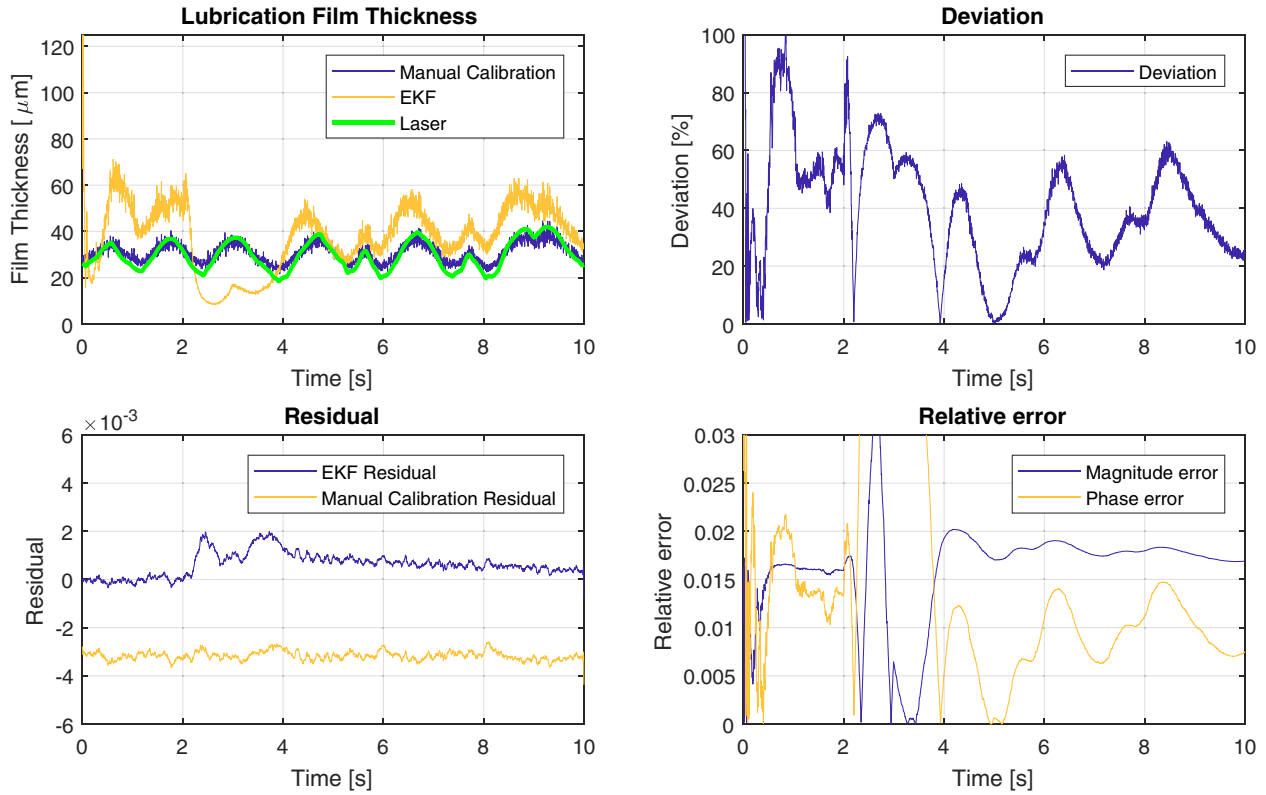 Lubrication Film Thickness
120
100
80
60
40
20
0
Film Thickness [ μm]
Manual Calibration
EKF
Laser
0 2 4 6 8 10
Time [s]
Deviation
100
80
60
40
20
0
Deviation [%]
Deviation
0 2 4 6 8 10
Time [s]
Residual
×10⁻³
6
4
2
0
-2
-4
-6
Residual
EKF Residual
Manual Calibration Residual
0 2 4 6 8 10
Time [s]
Relative error
0.03
0.025
0.02
0.015
0.01
0.005
0
Relative error
Magnitude error
Phase error
0 2 4 6 8 10
Time [s]